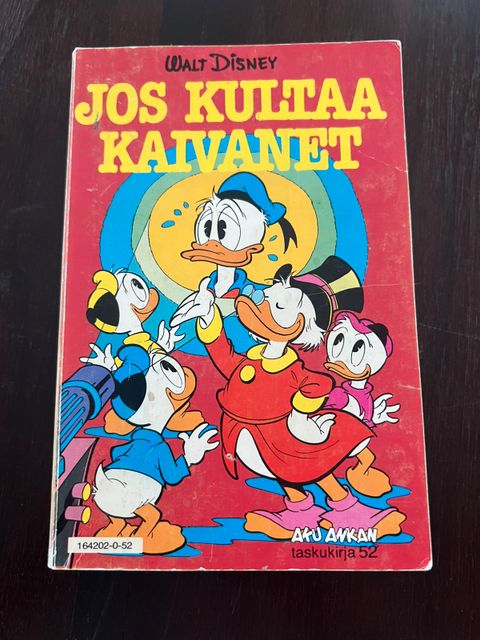 WALT DISNEY
JOS KULTAA
KAIVANET
AKU ANKAN
taskukirja 52
164202-0-52